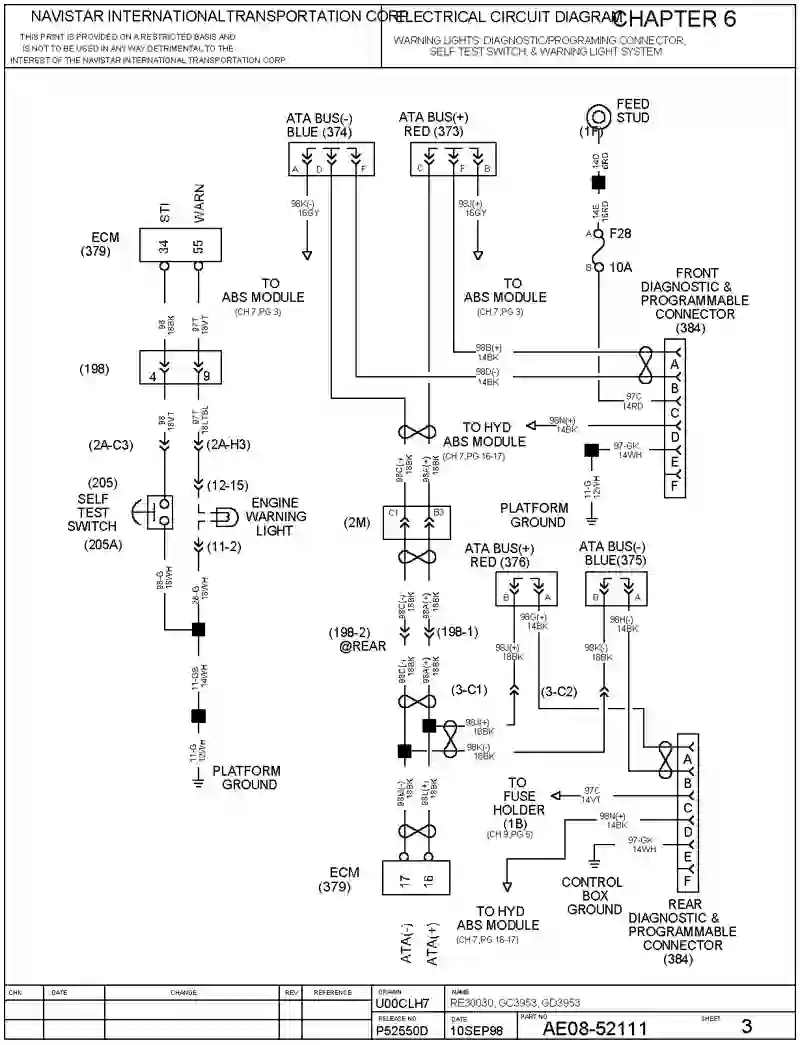 NAVISTAR INTERNATIONALTRANSPORTATION CORP.
THIS PRINT IS PROVIDED ON A RESTRICTED BASIS AND
IS NOT TO BE USED IN ANY WAY DETRIMENTAL TO THE
INTEREST OF THE NAVISTAR INTERNATIONAL TRANSPORTATION CORP.
ELECTRICAL CIRCUIT DIAGRAM
CHAPTER 6
WARNING LIGHTS: DIAGNOSTIC/PROGRAMING CONNECTOR,
SELF TEST SWITCH, & WARNING LIGHT SYSTEM
ATA BUS(-)
BLUE (374)
A D F
98K(-)
16GY
TO
ABS MODULE
(CH 7,PG 3)
ATA BUS(+)
RED (373)
C F B
98J(+)
16GY
TO
ABS MODULE
(CH 7,PG 3)
FEED
STUD
(1F)
14D
6RD
14E
16RD
A F28
B 10A
STI
WARN
ECM
(379)
34
55
98
18BK
97T
18VT
(198)
4
9
98
18VT
97T
18LTBL
(2A-C3)
(2A-H3)
(205)
SELF
TEST
SWITCH
(205A)
(12-15)
ENGINE
WARNING
LIGHT
(11-2)
98-G
18WH
28-G
18WH
11-GB
14WH
11-G
12WH
PLATFORM
GROUND
FRONT
DIAGNOSTIC &
PROGRAMMABLE
CONNECTOR
(384)
98B(+)
14BK
98D(-)
14BK
97C
14RD
98N(+)
14BK
97-GK
14WH
A
B
C
D
E
F
TO HYD
ABS MODULE
(CH 7,PG 16-17)
11-G
12WH
PLATFORM
GROUND
98C(-)
18BK
98A(+)
18BK
(2M)
C1
B3
98C(-)
18BK
98A(+)
18BK
(198-2)
@REAR
(198-1)
98C(-)
18BK
98A(+)
18BK
ATA BUS(+)
RED (376)
B A
98G(+)
14BK
98J(+)
18BK
ATA BUS(-)
BLUE(375)
B A
98H(-)
14BK
98K(-)
18BK
(3-C1)
(3-C2)
98J(+)
18BK
98K(-)
18BK
98M(-)
18BK
98L(+)
18BK
ECM
(379)
17
16
ATA(-)
ATA(+)
TO
FUSE
HOLDER
(1B)
(CH 9,PG 5)
97C
14VT
98N(+)
14BK
97-GK
14WH
CONTROL
BOX
GROUND
TO HYD
ABS MODULE
(CH 7,PG 16-17)
A
B
C
D
E
F
REAR
DIAGNOSTIC &
PROGRAMMABLE
CONNECTOR
(384)
CHK DATE CHANGE REV REFERENCE
DRAWN
U00CLH7
NAME
RE30030, GC3953, GD3953
RELEASE NO
P52550D
DATE
10SEP98
PART NO
AE08-52111
SHEET
3